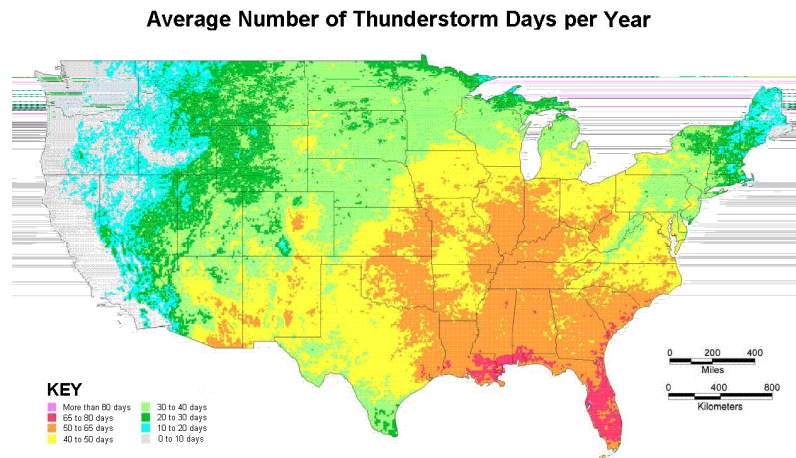 Average Number of Thunderstorm Days per Year
KEY
More than 80 days
65 to 80 days
50 to 65 days
40 to 50 days
30 to 40 days
20 to 30 days
10 to 20 days
0 to 10 days
0 200 400
Miles
0 400 800
Kilometers